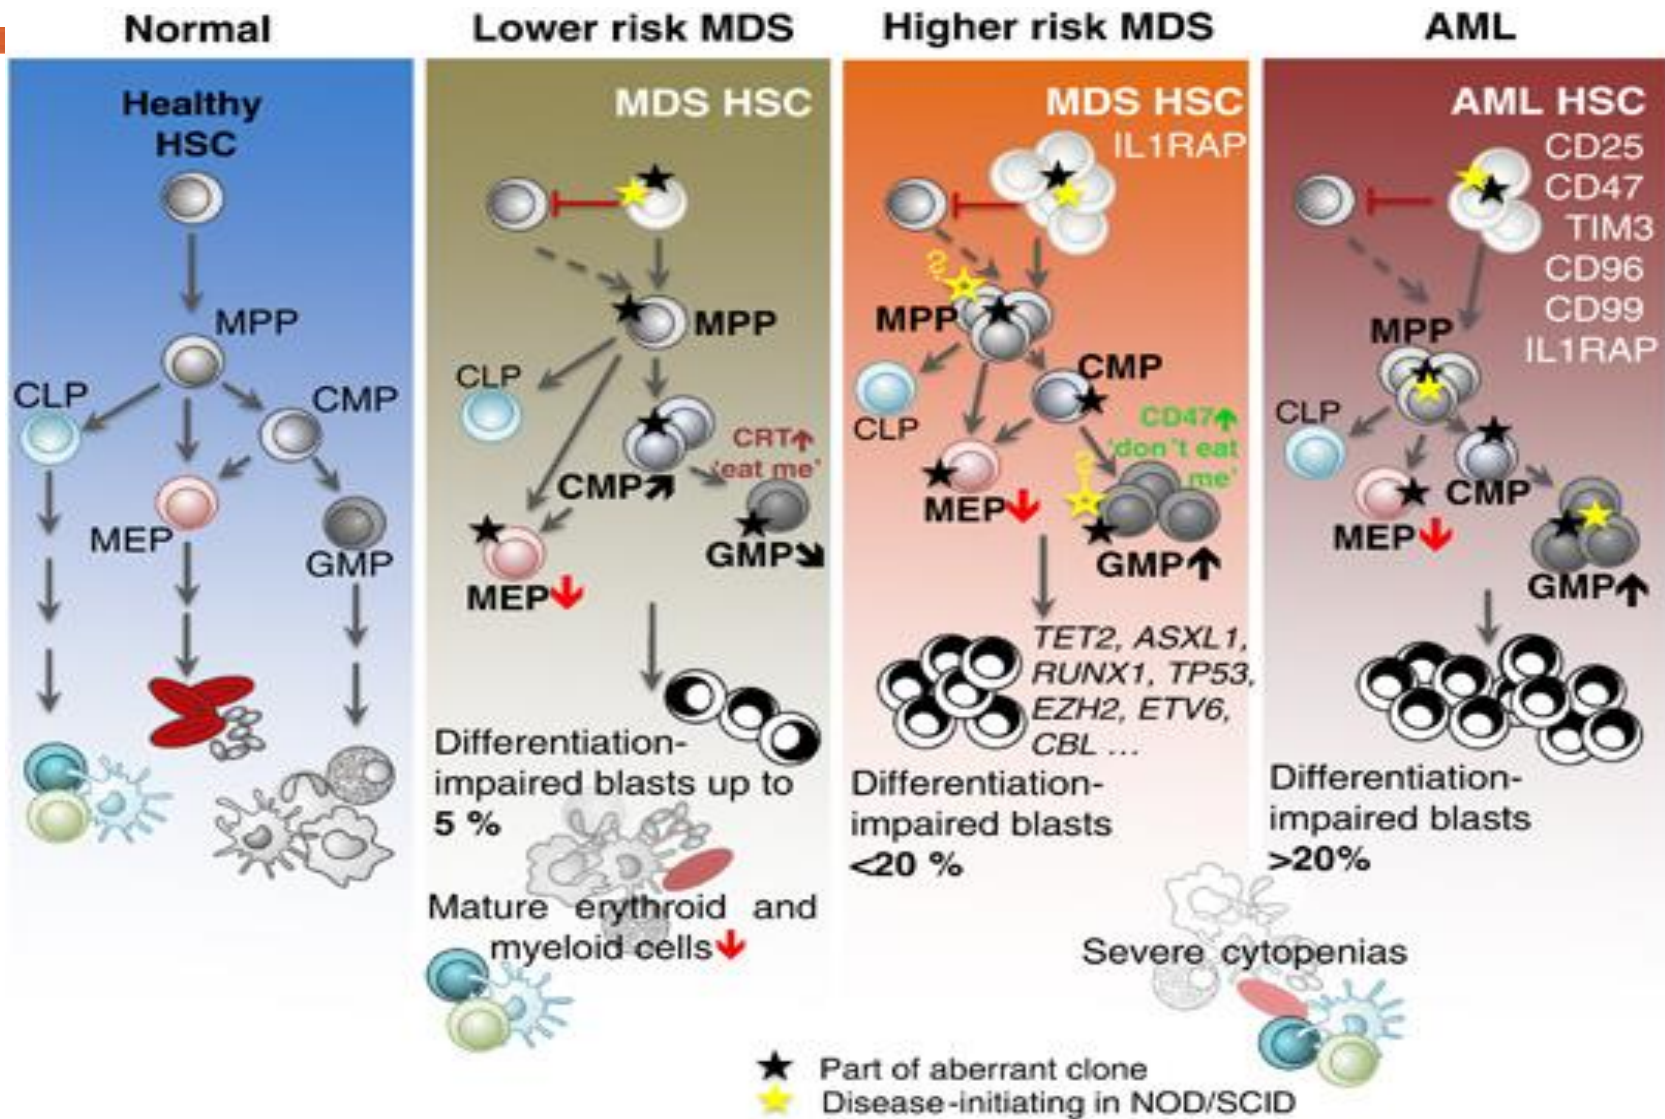 Normal
Healthy
HSC
MPP
CLP
CMP
MEP
GMP
Lower risk MDS
MDS HSC
MPP
CLP
CRT↑
'eat me'
CMP↗
GMP↘
MEP↓
Differentiation-
impaired blasts up to
5 %
Mature erythroid and
myeloid cells↓
Higher risk MDS
MDS HSC
IL1RAP
?
MPP
CMP
CLP
CD47↑
'don't eat
me'
?
MEP↓
GMP↑
TET2, ASXL1,
RUNX1, TP53,
EZH2, ETV6,
CBL ...
Differentiation-
impaired blasts
<20 %
AML
AML HSC
CD25
CD47
TIM3
CD96
CD99
IL1RAP
MPP
CLP
CMP
MEP↓
GMP↑
Differentiation-
impaired blasts
>20%
Severe cytopenias
★ Part of aberrant clone
★ Disease-initiating in NOD/SCID